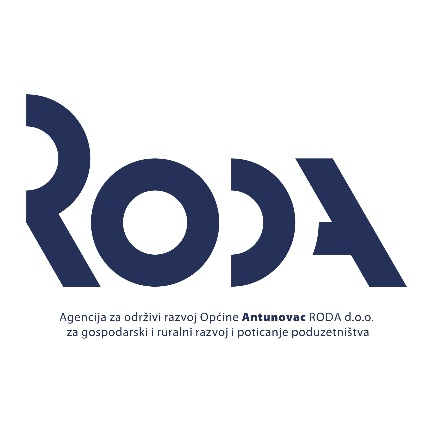 RODA
Agencija za održivi razvoj Općine Antunovac RODA d.o.o.
za gospodarski i ruralni razvoj i poticanje poduzetništva